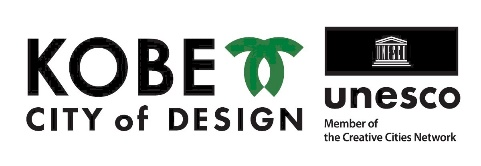 KOBE
CITY of DESIGN
unesco
Member of
the Creative Cities Network